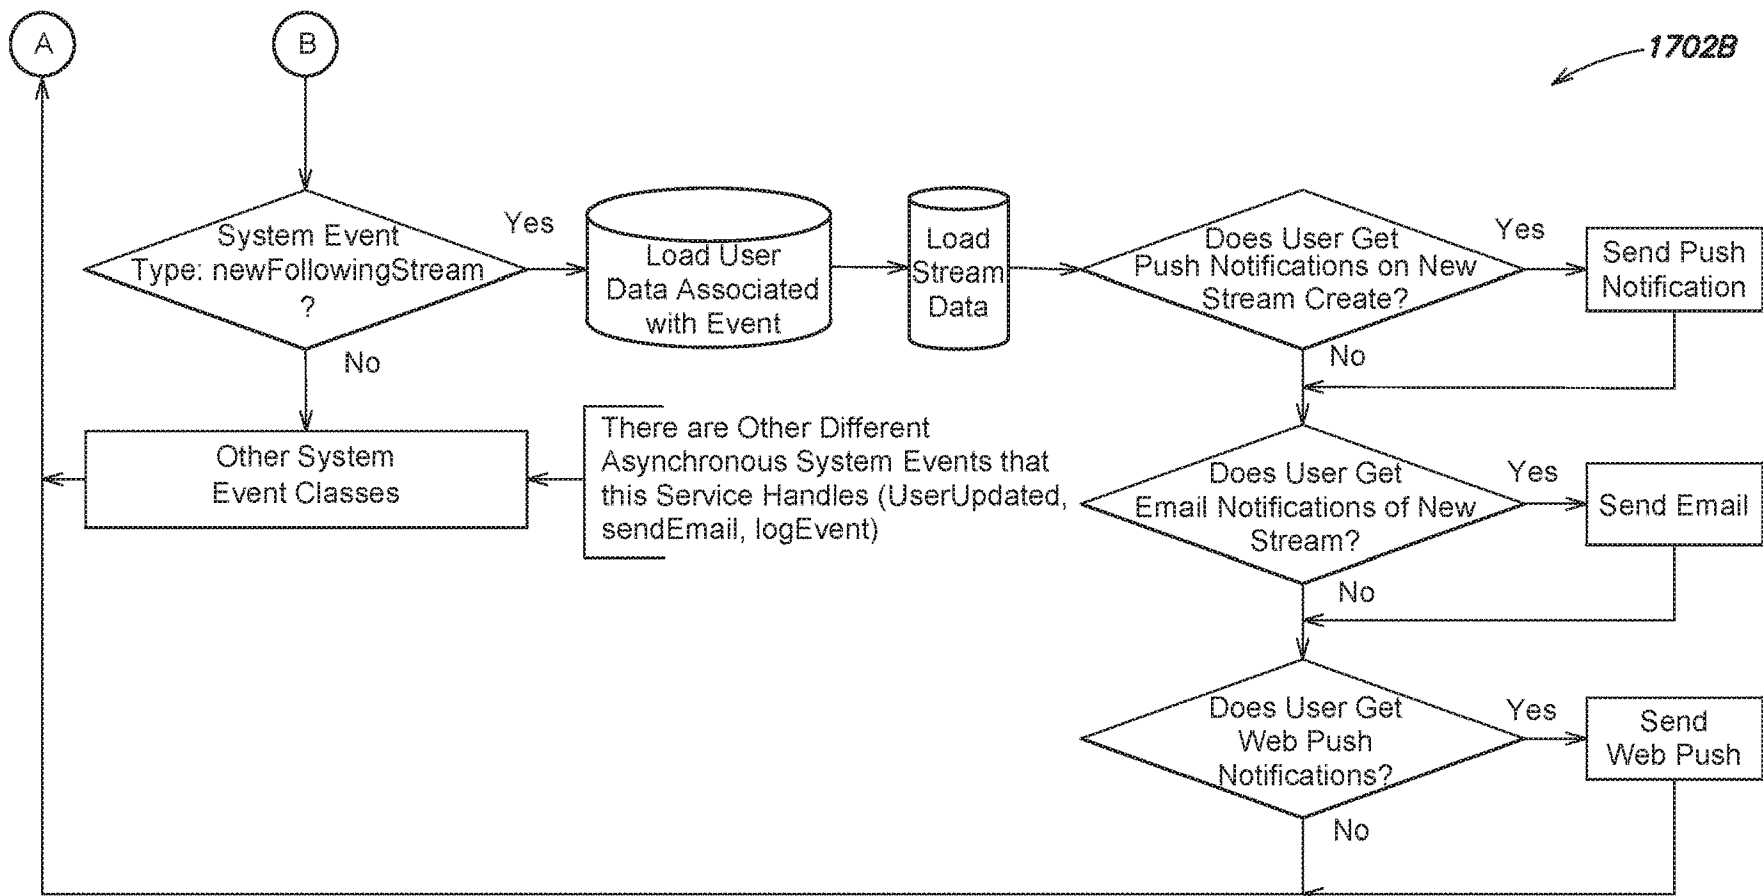 A
B
1702B
System Event
Type: newFollowingStream
?
Yes
No
Load User
Data Associated
with Event
Load
Stream
Data
Does User Get
Push Notifications on New
Stream Create?
Yes
No
Send Push
Notification
Other System
Event Classes
There are Other Different
Asynchronous System Events that
this Service Handles (UserUpdated,
sendEmail, logEvent)
Does User Get
Email Notifications of New
Stream?
Yes
No
Send Email
Does User Get
Web Push
Notifications?
Yes
No
Send
Web Push